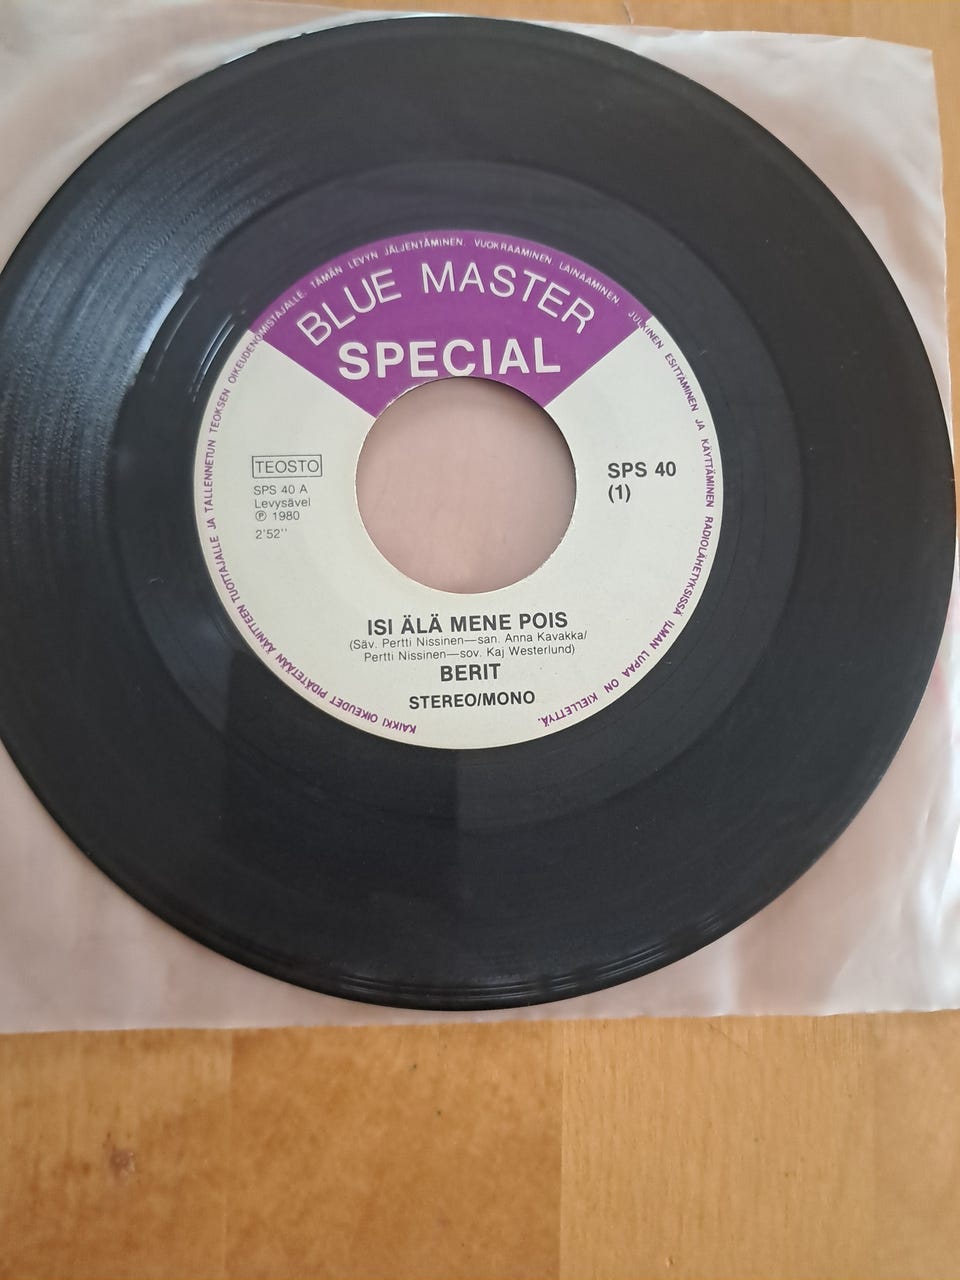 KAIKKI OIKEUDET PIDÄTETÄÄN ÄÄNITTEEN TUOTTAJALLE JA TALLENNETUN TEOKSEN OIKEUDENOMISTAJALLE. TÄMÄN LEVYN JÄLJENTÄMINEN, VUOKRAAMINEN, LAINAAMINEN, JULKINEN ESITTÄMINEN JA KÄYTTÄMINEN RADIOLÄHETYKSISSÄ ILMAN LUPAA ON KIELLETTYÄ.
BLUE MASTER
SPECIAL
TEOSTO
SPS 40 A
Levysävel
℗ 1980
2'52''
SPS 40
(1)
ISI ÄLÄ MENE POIS
(Säv. Pertti Nissinen—san. Anna Kavakka/
Pertti Nissinen—sov. Kaj Westerlund)
BERIT
STEREO/MONO